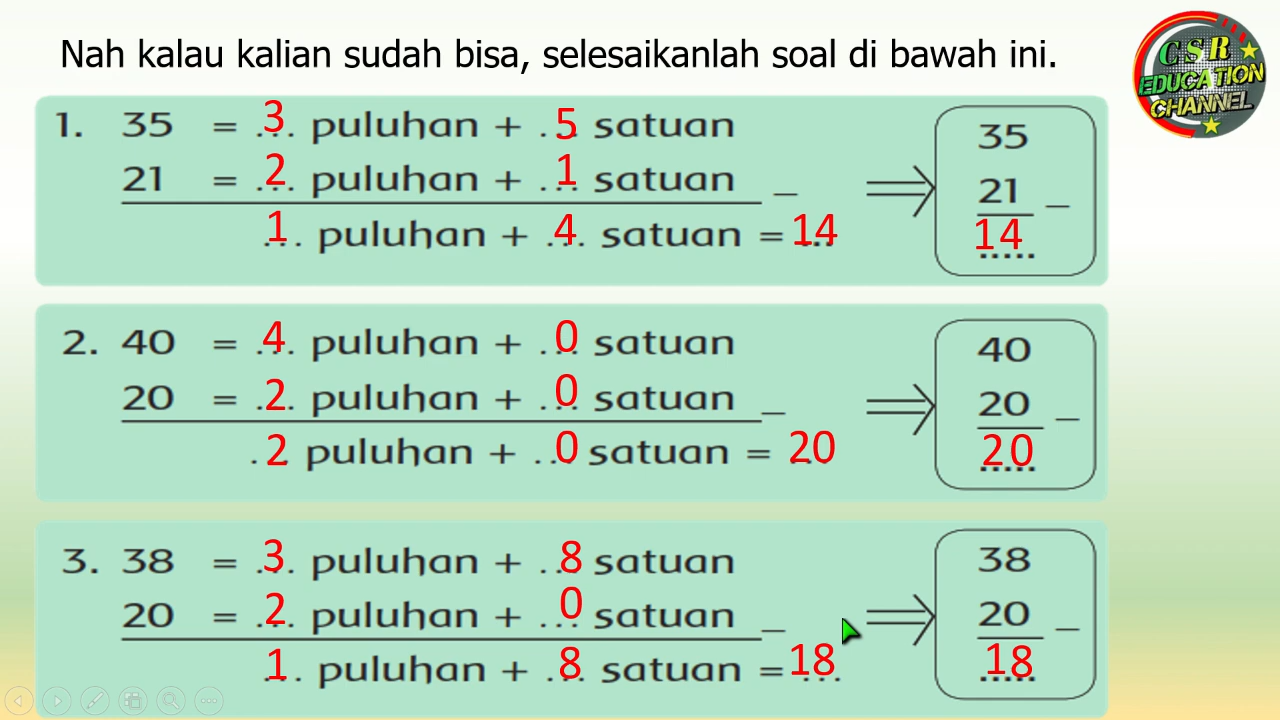 Nah kalau kalian sudah bisa, selesaikanlah soal di bawah ini.
CSR
EDUCATION
CHANNEL
1. 35 = .3. puluhan + .5. satuan
21 = .2. puluhan + .1. satuan –
.1. puluhan + .4. satuan = 14
35
21 –
14
2. 40 = .4. puluhan + .0. satuan
20 = .2. puluhan + .0. satuan –
.2. puluhan + .0. satuan = 20
40
20 –
20
3. 38 = .3. puluhan + .8. satuan
20 = .2. puluhan + .0. satuan –
.1. puluhan + .8. satuan = 18
38
20 –
18